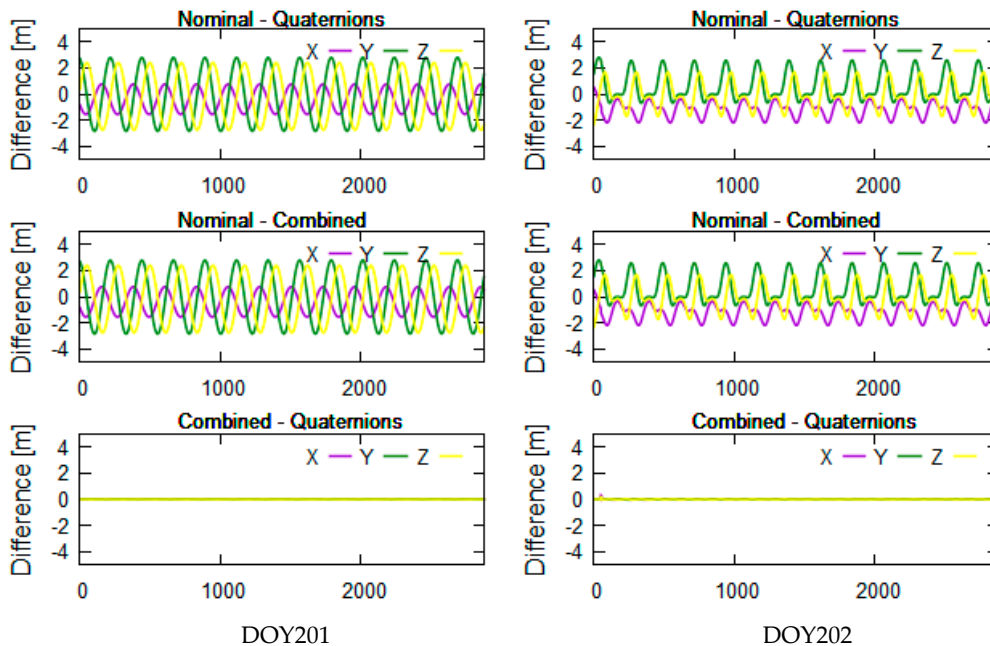 Nominal - Quaternions
Difference [m]
4
2
0
-2
-4
X Y Z
0 1000 2000
Nominal - Quaternions
Difference [m]
4
2
0
-2
-4
X Y Z
0 1000 2000
Nominal - Combined
Difference [m]
4
2
0
-2
-4
X Y Z
0 1000 2000
Nominal - Combined
Difference [m]
4
2
0
-2
-4
X Y Z
0 1000 2000
Combined - Quaternions
Difference [m]
4
2
0
-2
-4
X Y Z
0 1000 2000
Combined - Quaternions
Difference [m]
4
2
0
-2
-4
X Y Z
0 1000 2000
DOY201
DOY202